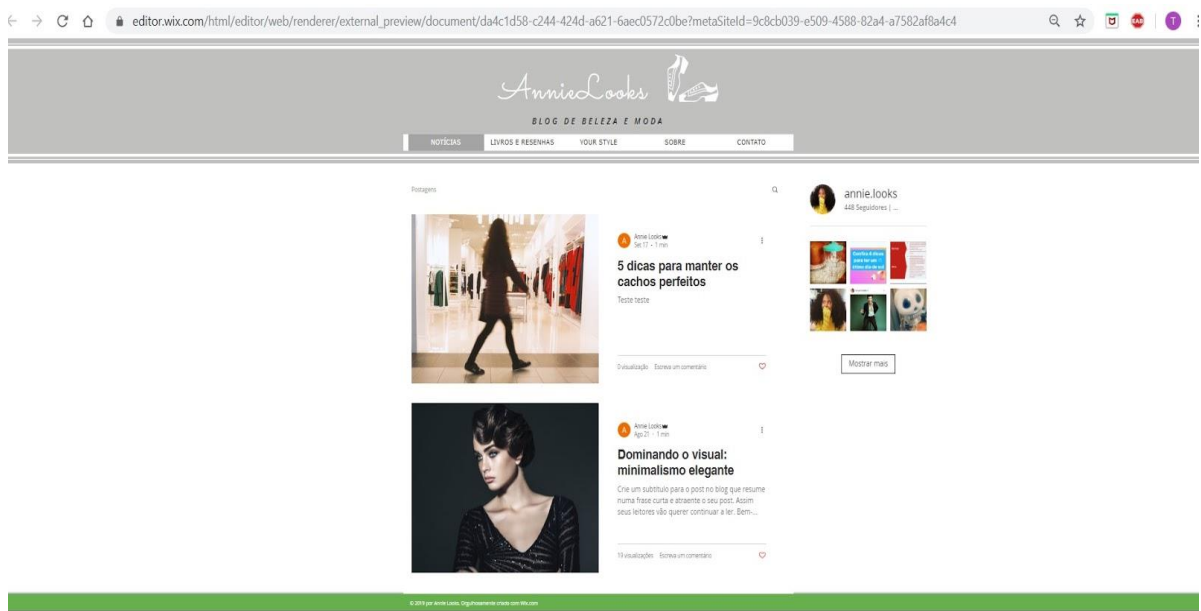 editor.wix.com/html/editor/web/renderer/external_preview/document/da4c1d58-c244-424d-a621-6aec0572c0be?metaSiteId=9c8cb039-e509-4588-82a4-a7582af8a4c4
T
AnnieLooks
BLOG DE BELEZA E MODA
NOTÍCIAS LIVROS E RESENHAS YOUR STYLE SOBRE CONTATO
Postagens
A Annie Looks
Set 17 · 1 min
5 dicas para manter os
cachos perfeitos
Teste teste
0 visualização Escreva um comentário
A Annie Looks
Ago 21 · 1 min
Dominando o visual:
minimalismo elegante
Crie um subtítulo para o post no blog que resume
numa frase curta e atraente o seu post. Assim
seus leitores vão querer continuar a ler. Bem-...
19 visualizações Escreva um comentário
annie.looks
448 Seguidores | ...
Mostrar mais
© 2019 por Annie Looks. Orgulhosamente criado com Wix.com